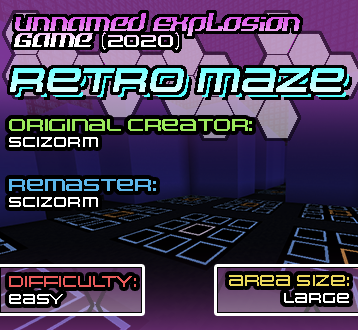 unnamed explosion
game (2020)
Retro maze
original creator:
scizorm
Remaster:
scizorm
Difficulty:
easy
area size:
large